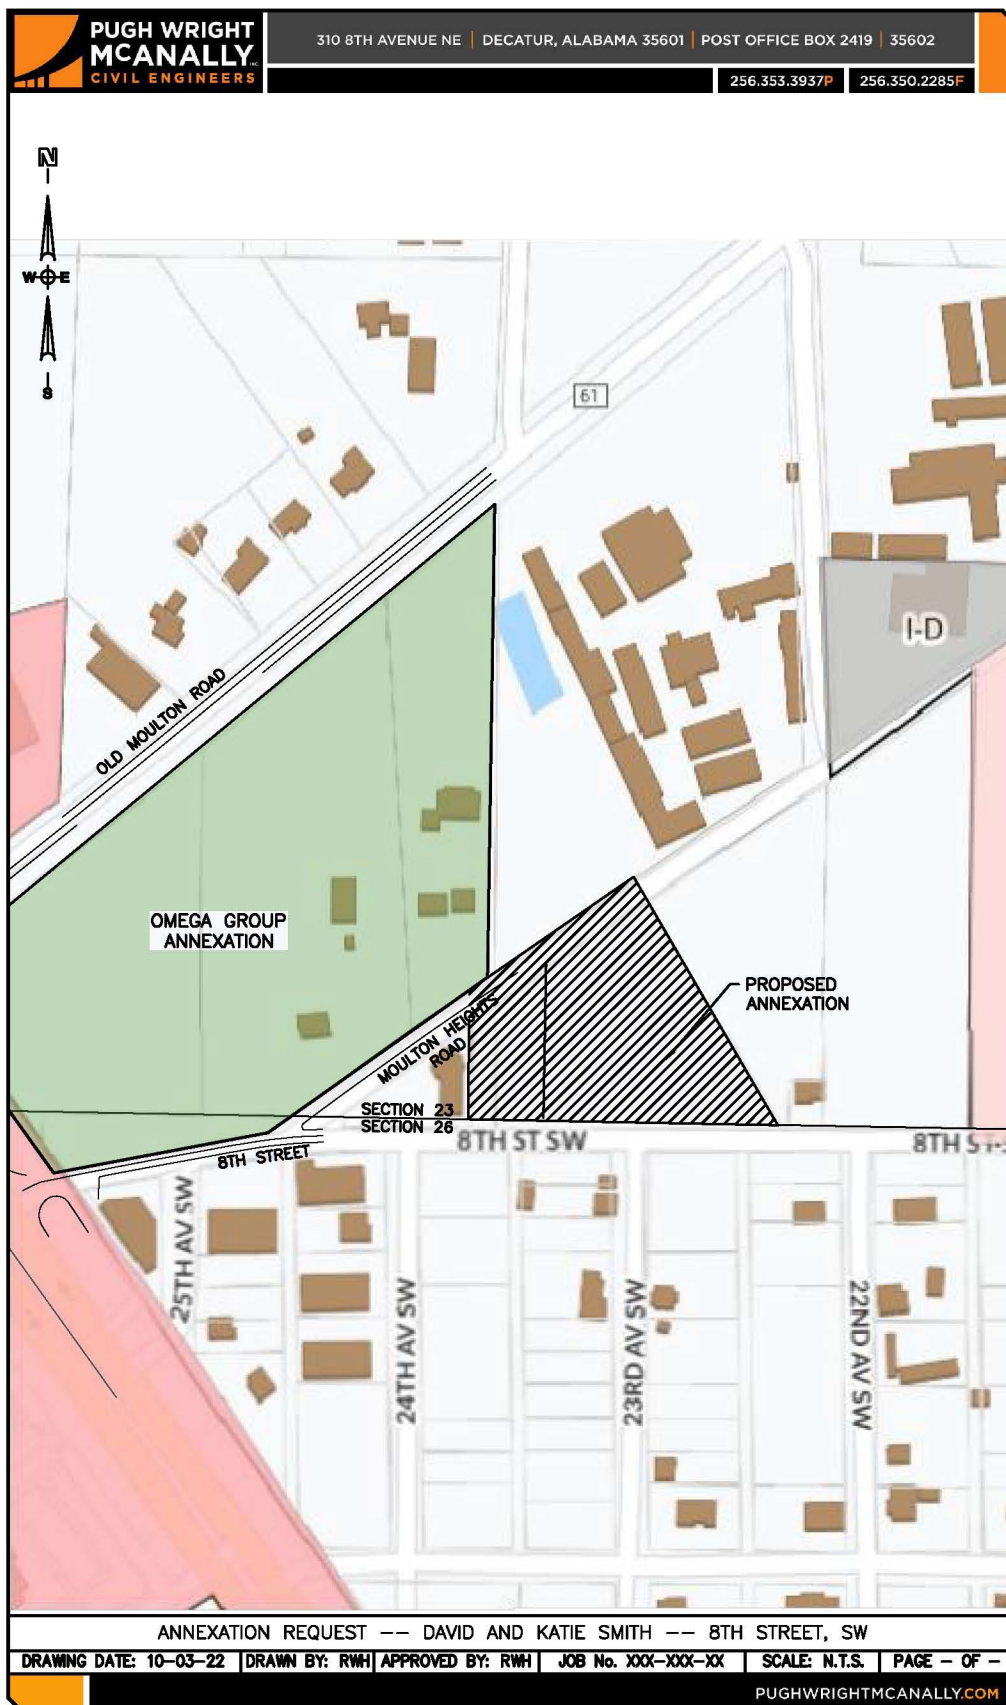 PUGH WRIGHT
MCANALLY INC.
CIVIL ENGINEERS
310 8TH AVENUE NE | DECATUR, ALABAMA 35601 | POST OFFICE BOX 2419 | 35602
256.353.3937P
256.350.2285F
N
W E
S
61
I-D
OLD MOULTON ROAD
OMEGA GROUP
ANNEXATION
PROPOSED
ANNEXATION
MOULTON HEIGHTS
ROAD
SECTION 23
SECTION 26
8TH ST SW
8TH ST
8TH STREET
25TH AV SW
24TH AV SW
23RD AV SW
22ND AV SW
ANNEXATION REQUEST -- DAVID AND KATIE SMITH -- 8TH STREET, SW
DRAWING DATE: 10-03-22 DRAWN BY: RWH APPROVED BY: RWH JOB No. XXX-XXX-XX SCALE: N.T.S. PAGE - OF -
PUGHWRIGHTMCANALLY.COM